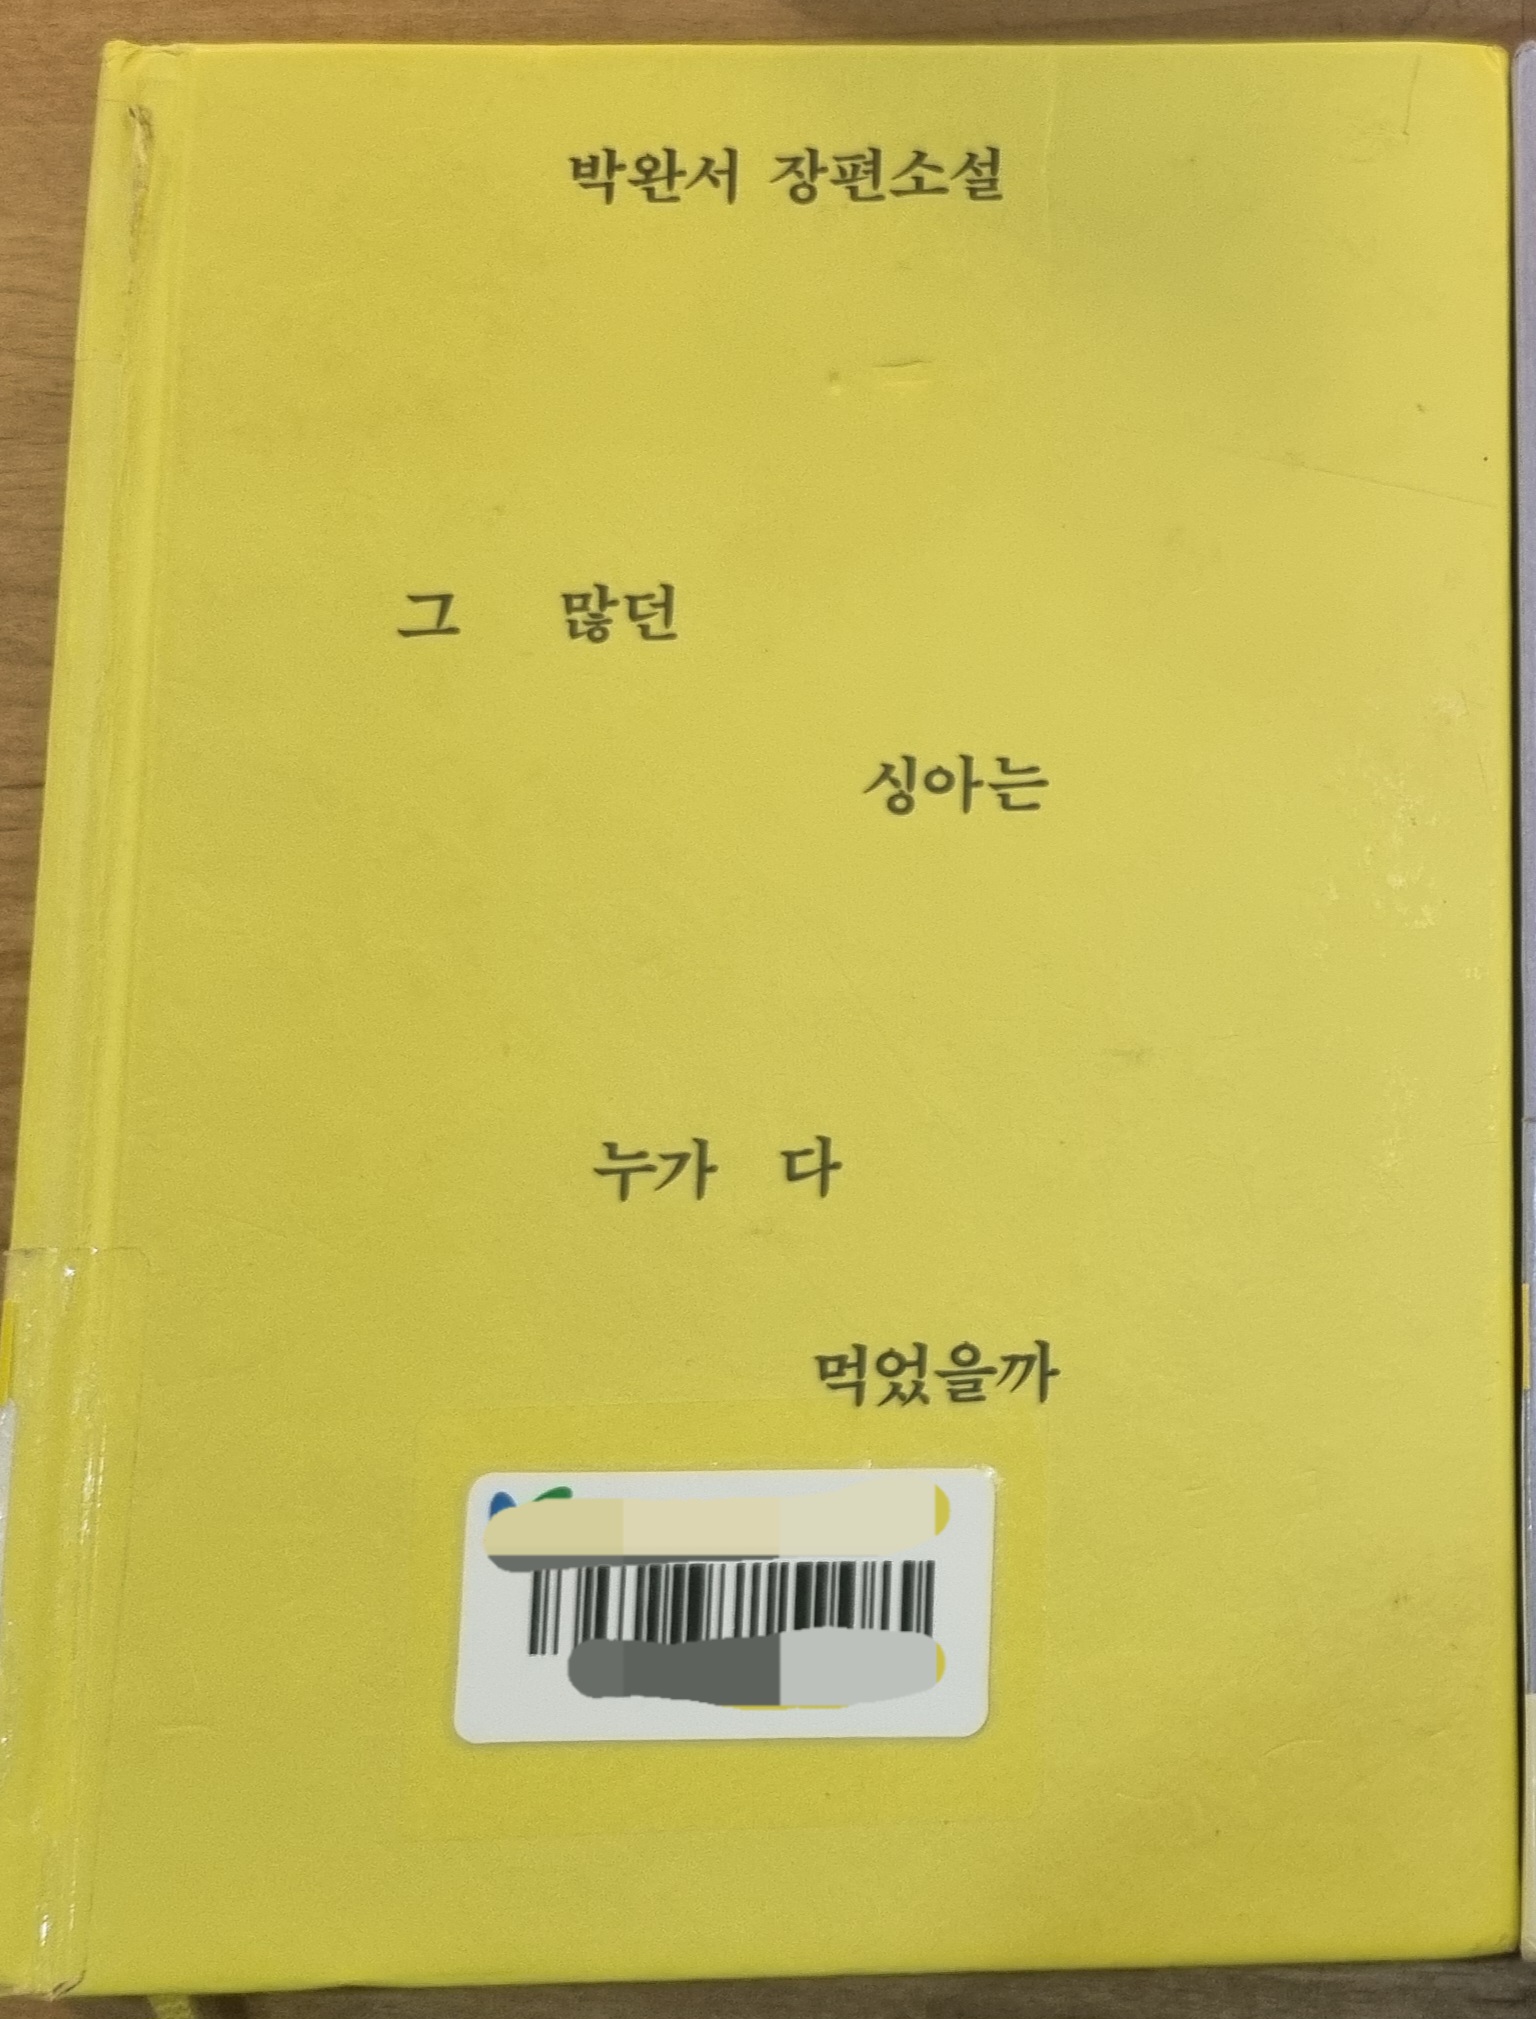 박완서 장편소설
그 많던
싱아는
누가 다
먹었을까